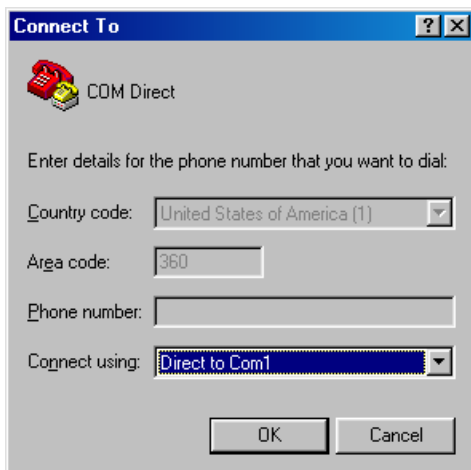 Connect To
COM Direct
Enter details for the phone number that you want to dial:
Country code: United States of America (1)
Area code: 360
Phone number:
Connect using: Direct to Com1
OK Cancel